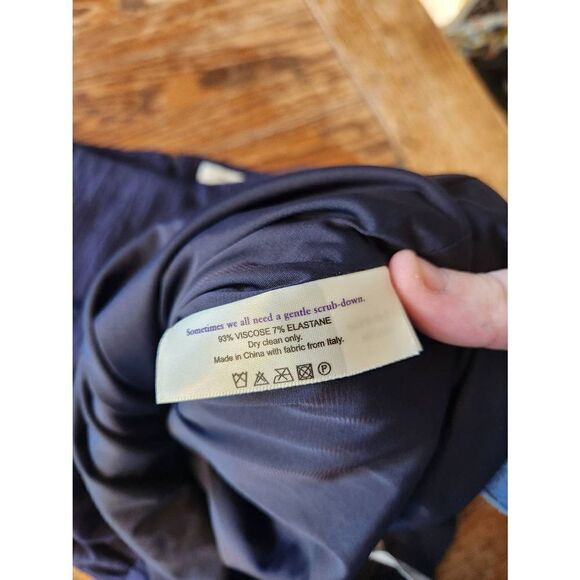 Sometimes we all need a gentle scrub-down.
93% VISCOSE 7% ELASTANE
Dry clean only.
Made in China with fabric from Italy.
P